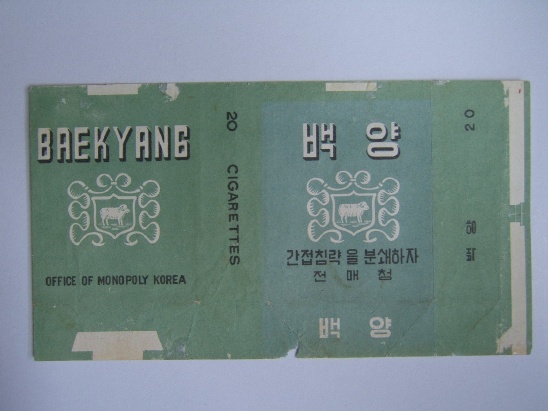 BAEKYANG
OFFICE OF MONOPOLY KOREA
20 CIGARETTES
백 양
간접침략을 분쇄하자
전 매 청
백 양
20